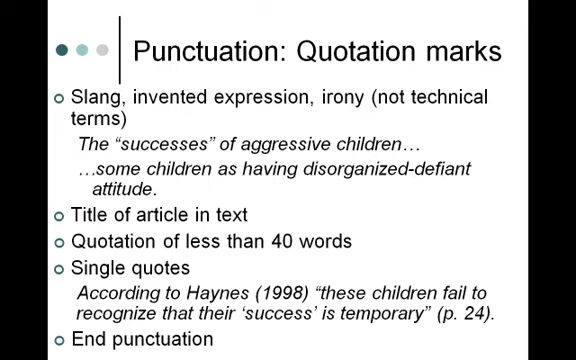 Punctuation: Quotation marks
Slang, invented expression, irony (not technical
terms)
The “successes” of aggressive children…
…some children as having disorganized-defiant
attitude.
Title of article in text
Quotation of less than 40 words
Single quotes
According to Haynes (1998) “these children fail to
recognize that their ‘success’ is temporary” (p. 24).
End punctuation